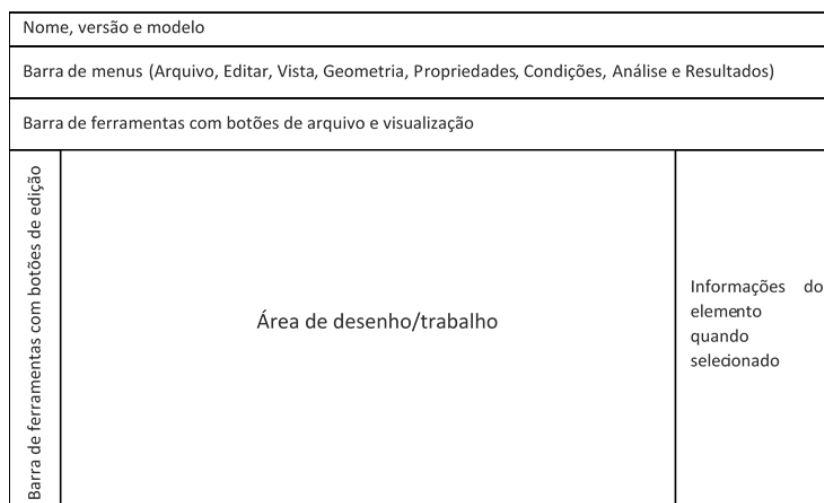 Nome, versão e modelo
Barra de menus (Arquivo, Editar, Vista, Geometria, Propriedades, Condições, Análise e Resultados)
Barra de ferramentas com botões de arquivo e visualização
Barra de ferramentas com botões de edição
Área de desenho/trabalho
Informações do
elemento
quando
selecionado